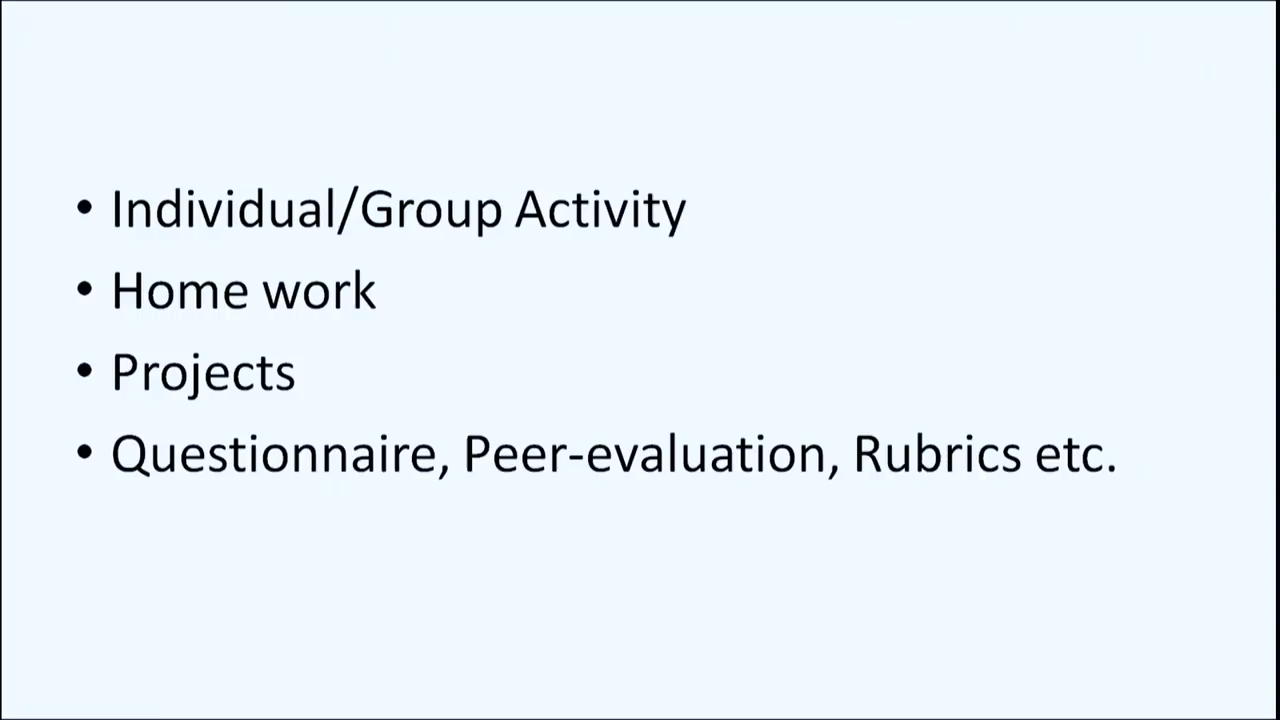 • Individual/Group Activity
• Home work
• Projects
• Questionnaire, Peer-evaluation, Rubrics etc.